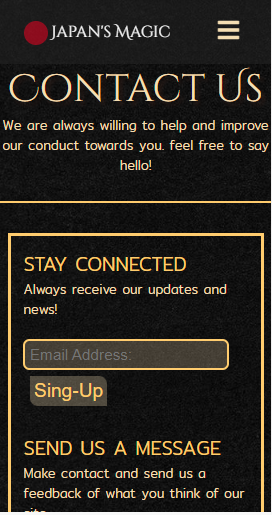 JAPAN'S MAGIC
CONTACT US
We are always willing to help and improve
our conduct towards you. feel free to say
hello!
STAY CONNECTED
Always receive our updates and
news!
Email Address:
Sing-Up
SEND US A MESSAGE
Make contact and send us a
feedback of what you think of our
site.